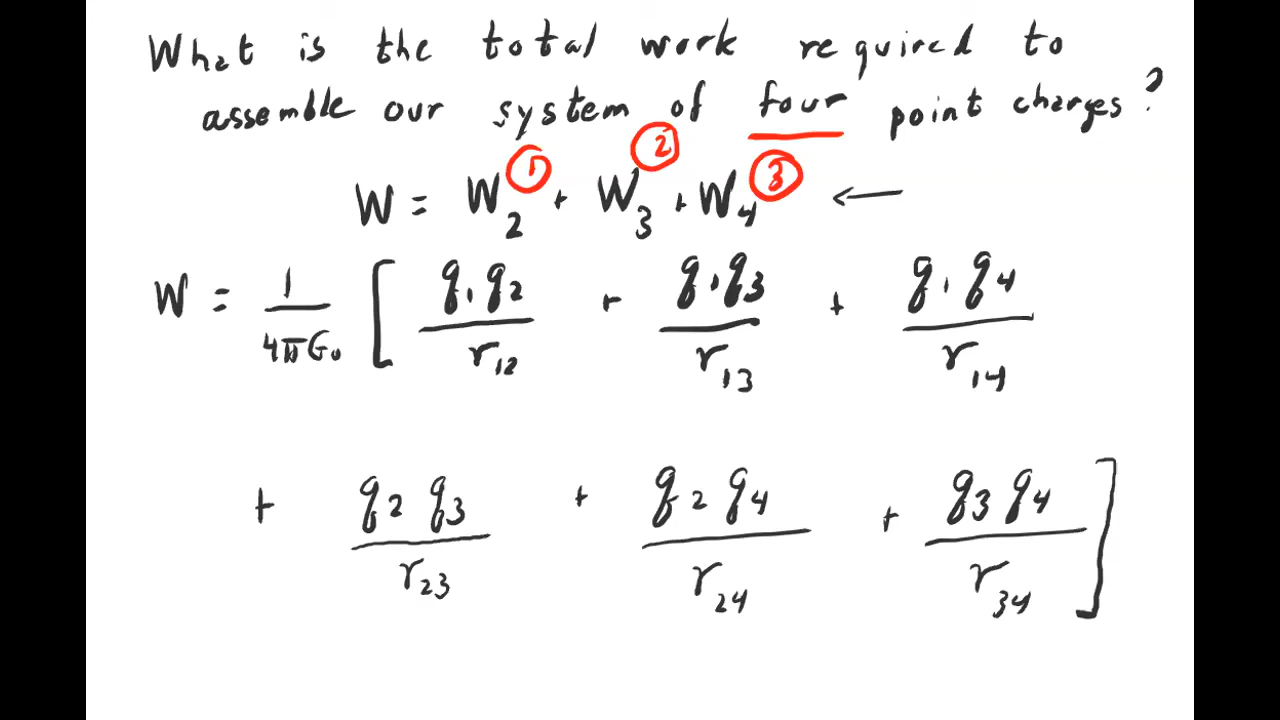 What is the total work required to
assemble our system of four point charges?
W = W₂ ① + W₃ ② + W₄ ③ ←
W = 1/4πϵ₀ [ q₁q₂/r₁₂ + q₁q₃/r₁₃ + q₁q₄/r₁₄
+ q₂q₃/r₂₃ + q₂q₄/r₂₄ + q₃q₄/r₃₄ ]